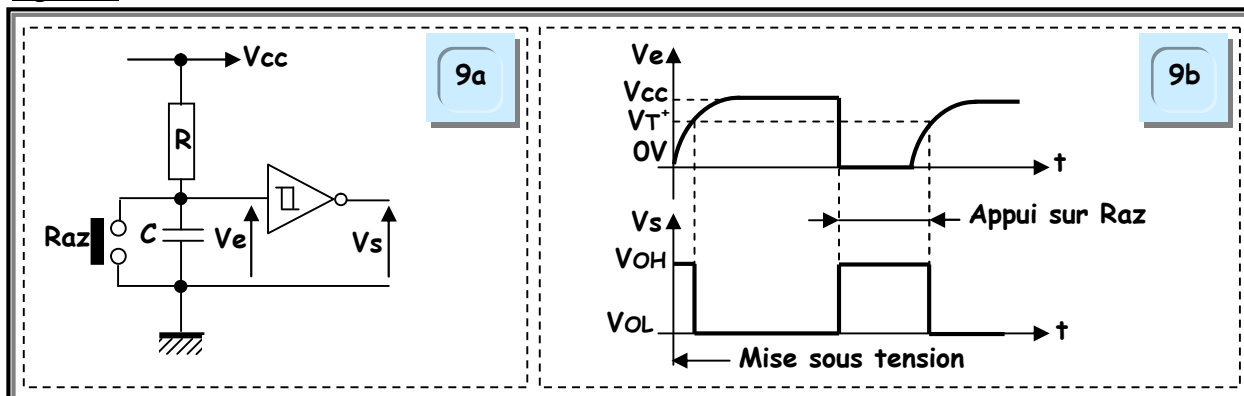 Vcc
9a
R
Raz
C
Ve
Vs
9b
Ve
Vcc
VT+
0V
t
Appui sur Raz
Vs
VOH
VOL
t
Mise sous tension